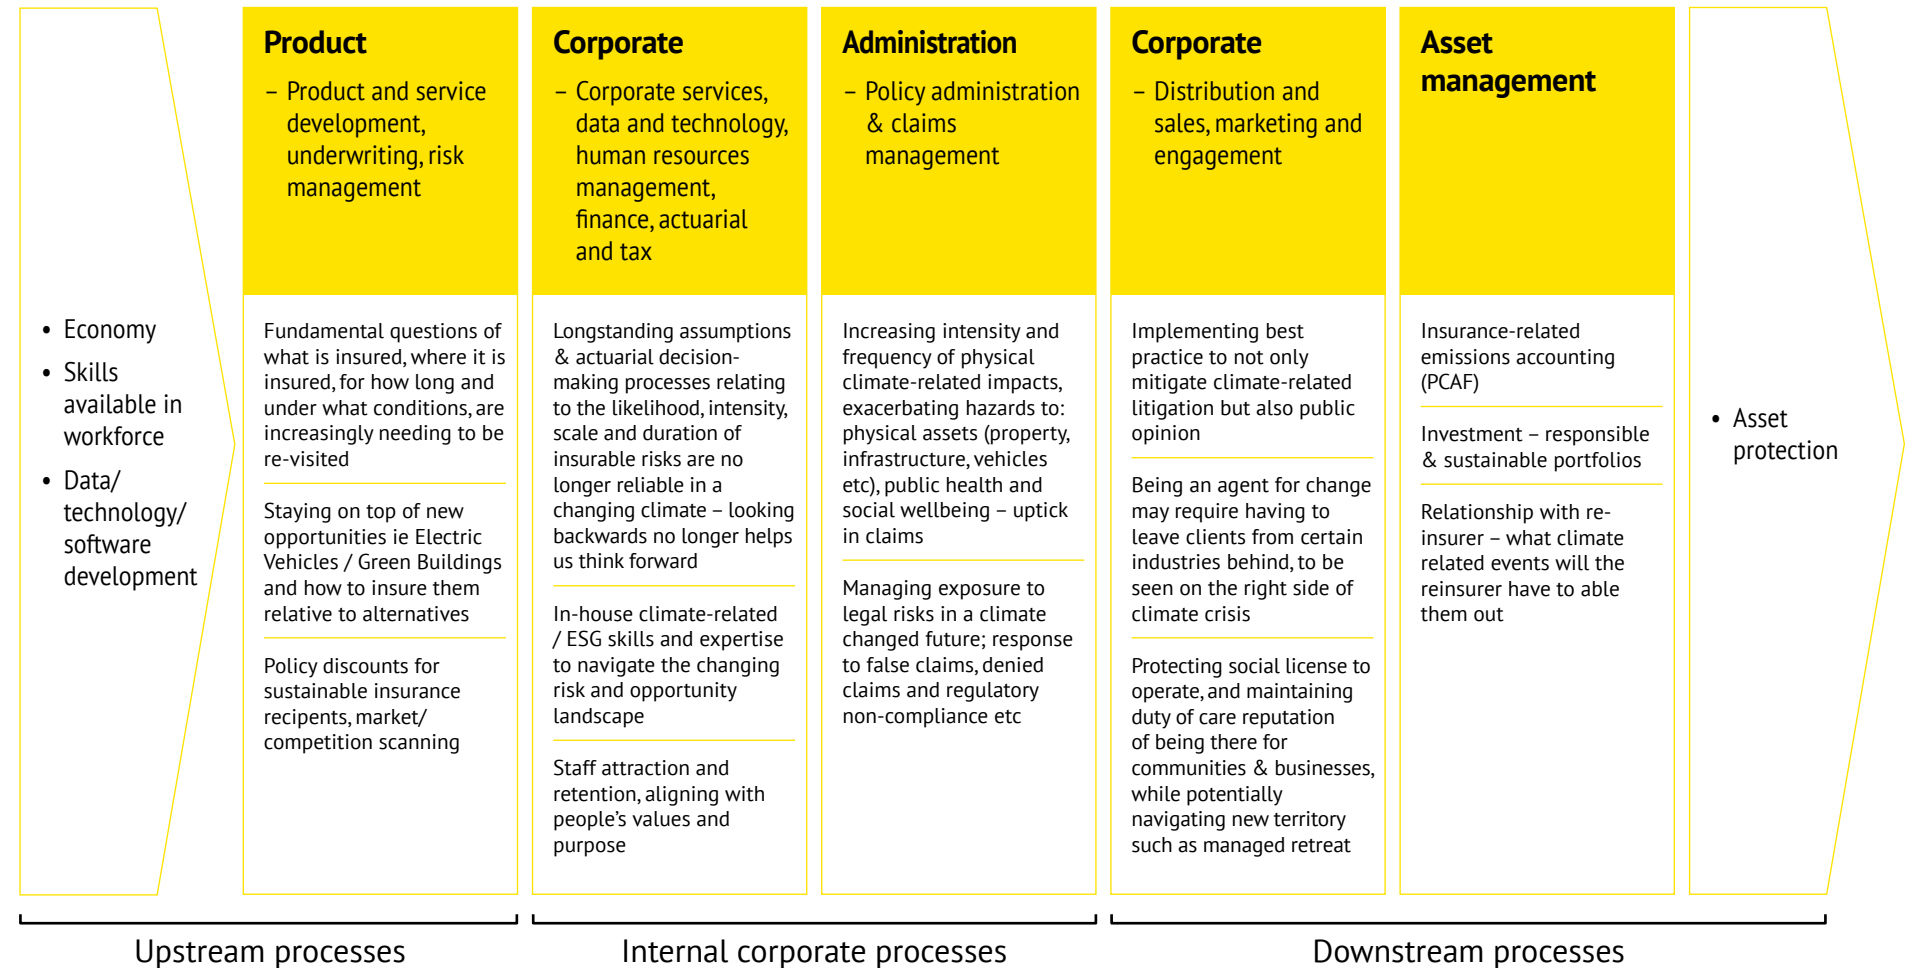 • Economy
• Skills
available in
workforce
• Data/
technology/
software
development
Product
– Product and service
development,
underwriting, risk
management
Fundamental questions of
what is insured, where it is
insured, for how long and
under what conditions, are
increasingly needing to be
re-visited
Staying on top of new
opportunities ie Electric
Vehicles / Green Buildings
and how to insure them
relative to alternatives
Policy discounts for
sustainable insurance
recipents, market/
competition scanning
Corporate
– Corporate services,
data and technology,
human resources
management,
finance, actuarial
and tax
Longstanding assumptions
& actuarial decision-
making processes relating
to the likelihood, intensity,
scale and duration of
insurable risks are no
longer reliable in a
changing climate – looking
backwards no longer helps
us think forward
In-house climate-related
/ ESG skills and expertise
to navigate the changing
risk and opportunity
landscape
Staff attraction and
retention, aligning with
people's values and
purpose
Administration
– Policy administration
& claims
management
Increasing intensity and
frequency of physical
climate-related impacts,
exacerbating hazards to:
physical assets (property,
infrastructure, vehicles
etc), public health and
social wellbeing – uptick
in claims
Managing exposure to
legal risks in a climate
changed future; response
to false claims, denied
claims and regulatory
non-compliance etc
Corporate
– Distribution and
sales, marketing and
engagement
Implementing best
practice to not only
mitigate climate-related
litigation but also public
opinion
Being an agent for change
may require having to
leave clients from certain
industries behind, to be
seen on the right side of
climate crisis
Protecting social license to
operate, and maintaining
duty of care reputation
of being there for
communities & businesses,
while potentially
navigating new territory
such as managed retreat
Asset
management
Insurance-related
emissions accounting
(PCAF)
Investment – responsible
& sustainable portfolios
Relationship with re-
insurer – what climate
related events will the
reinsurer have to able
them out
• Asset
protection
Upstream processes
Internal corporate processes
Downstream processes